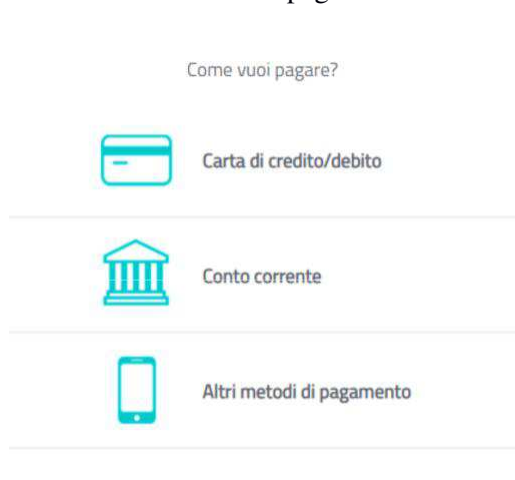 Come vuoi pagare?
Carta di credito/debito
Conto corrente
Altri metodi di pagamento